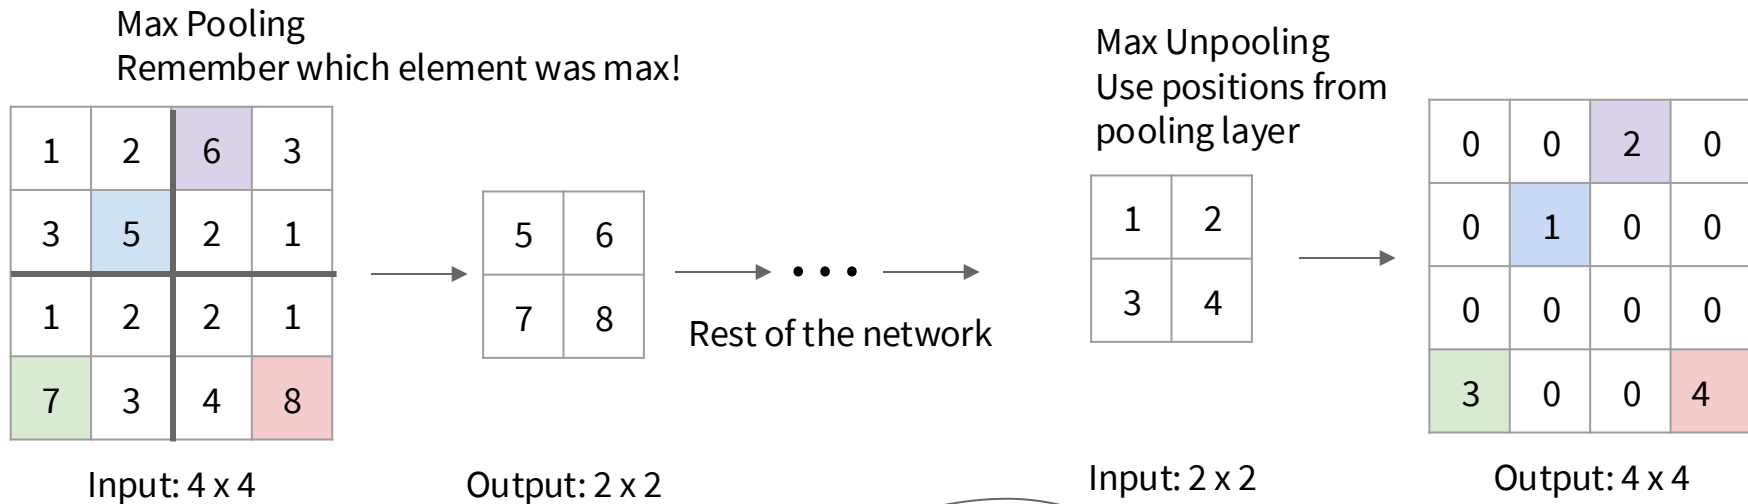 Max Pooling
Remember which element was max!
1 2 6 3
3 5 2 1
1 2 2 1
7 3 4 8
Input: 4 x 4
5 6
7 8
Output: 2 x 2
• • •
Rest of the network
Max Unpooling
Use positions from
pooling layer
1 2
3 4
Input: 2 x 2
0 0 2 0
0 1 0 0
0 0 0 0
3 0 0 4
Output: 4 x 4